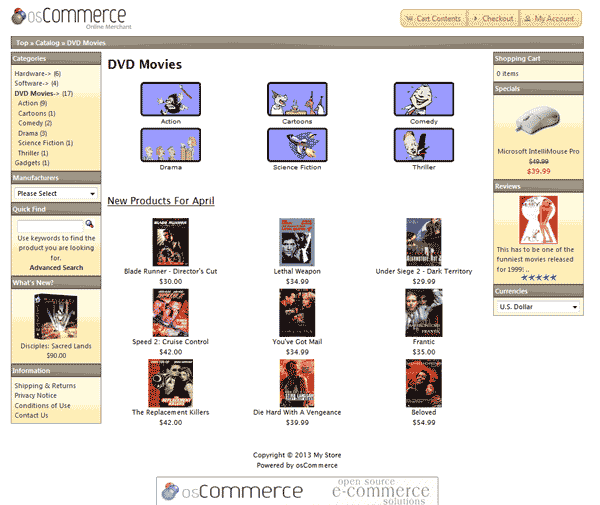 osCommerce
Online Merchant
Cart Contents
Checkout
My Account
Top » Catalog » DVD Movies
Categories
Hardware-> (6)
Software-> (4)
DVD Movies-> (17)
Action (9)
Cartoons (1)
Comedy (2)
Drama (3)
Science Fiction (1)
Thriller (1)
Gadgets (1)
Manufacturers
Please Select
Quick Find
Use keywords to find the
product you are looking
for.
Advanced Search
What's New?
Disciples: Sacred Lands
$90.00
Information
Shipping & Returns
Privacy Notice
Conditions of Use
Contact Us
DVD Movies
Action
Cartoons
Comedy
Drama
Science Fiction
Thriller
New Products For April
Blade Runner - Director's Cut
$30.00
Lethal Weapon
$34.99
Under Siege 2 - Dark Territory
$29.99
Speed 2: Cruise Control
$42.00
You've Got Mail
$34.99
Frantic
$35.00
The Replacement Killers
$42.00
Die Hard With A Vengeance
$39.99
Beloved
$54.99
Shopping Cart
0 items
Specials
Microsoft IntelliMouse Pro
$49.99
$39.99
Reviews
This has to be one of the
funniest movies released
for 1999! ..
Currencies
U.S. Dollar
Copyright © 2013 My Store
Powered by osCommerce
osCommerce
open source
e-commerce
solutions